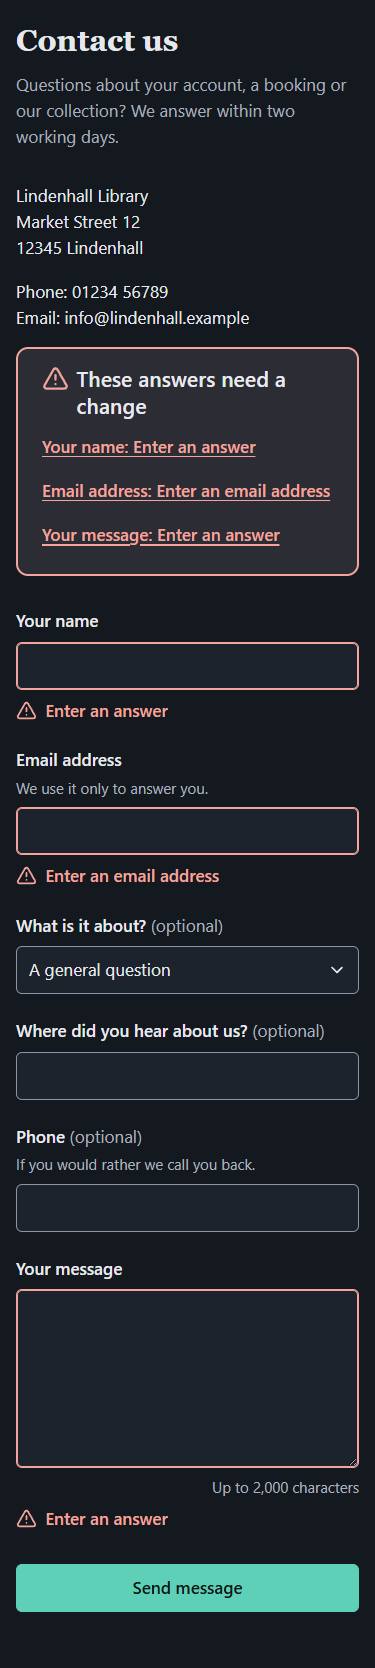 Contact us
Questions about your account, a booking or
our collection? We answer within two
working days.
Lindenhall Library
Market Street 12
12345 Lindenhall
Phone: 01234 56789
Email: info@lindenhall.example
These answers need a
change
Your name: Enter an answer
Email address: Enter an email address
Your message: Enter an answer
Your name
Enter an answer
Email address
We use it only to answer you.
Enter an email address
What is it about? (optional)
A general question
Where did you hear about us? (optional)
Phone (optional)
If you would rather we call you back.
Your message
Up to 2,000 characters
Enter an answer
Send message